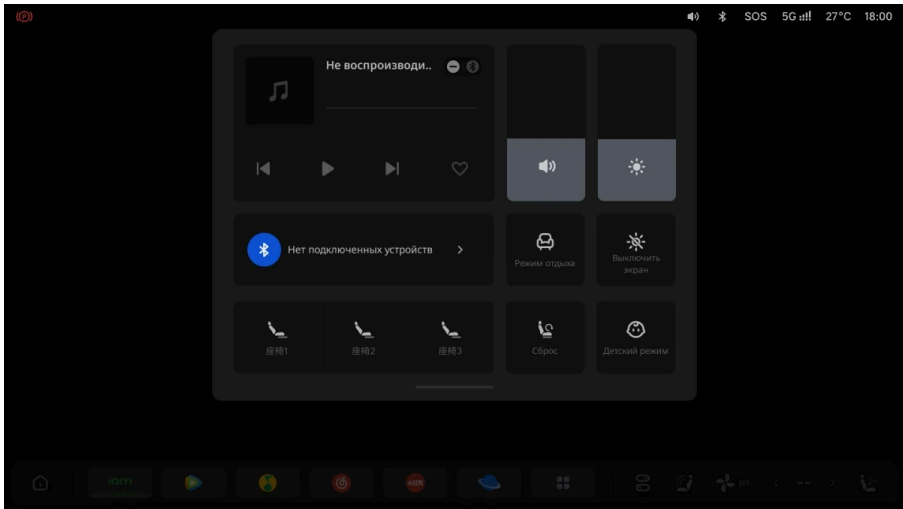 (P)
SOS 5G 27°C 18:00
Не воспроизводи..
Нет подключенных устройств
Режим отдыха
Выключить
экран
座椅1 座椅2 座椅3
Сброс
Детский режим
iQIYI
< -- >